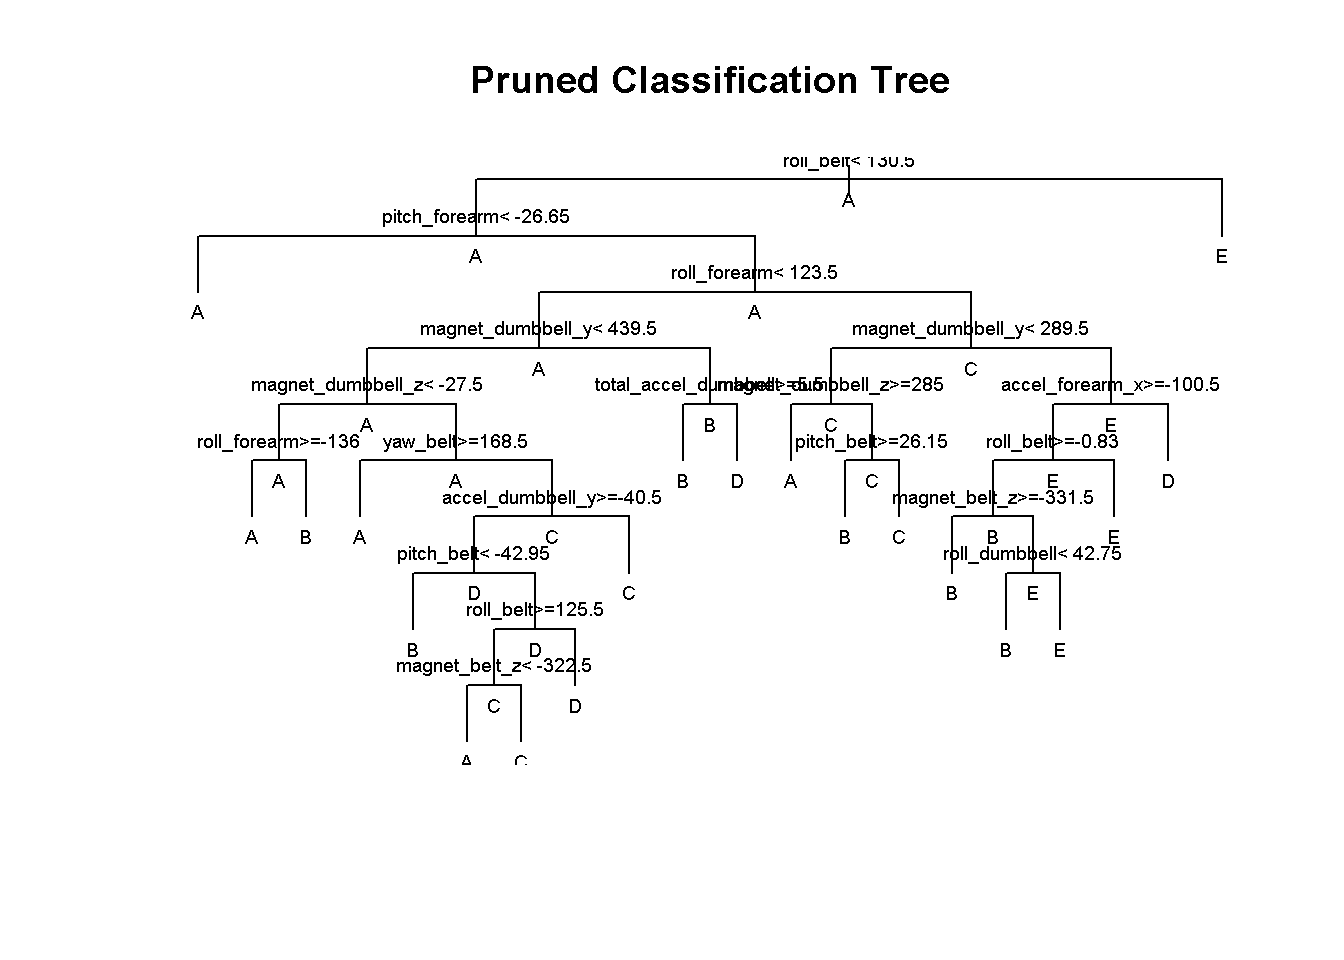 Pruned Classification Tree
roll_belt< 130.5
A
pitch_forearm< -26.65
A
E
roll_forearm< 123.5
A
A
magnet_dumbbell_y< 439.5
magnet_dumbbell_y< 289.5
A
C
magnet_dumbbell_z< -27.5
total_accel_dumbbell>=5.5
magnet_dumbbell_z>=285
accel_forearm_x>=-100.5
A
B
C
E
roll_forearm>=-136
yaw_belt>=168.5
pitch_belt>=26.15
roll_belt>=-0.83
A
A
B
D
A
C
E
D
accel_dumbbell_y>=-40.5
magnet_belt_z>=-331.5
A
B
A
C
B
C
B
E
pitch_belt< -42.95
roll_dumbbell< 42.75
D
C
B
E
roll_belt>=125.5
B
D
B
E
magnet_belt_z< -322.5
C
D
A
C